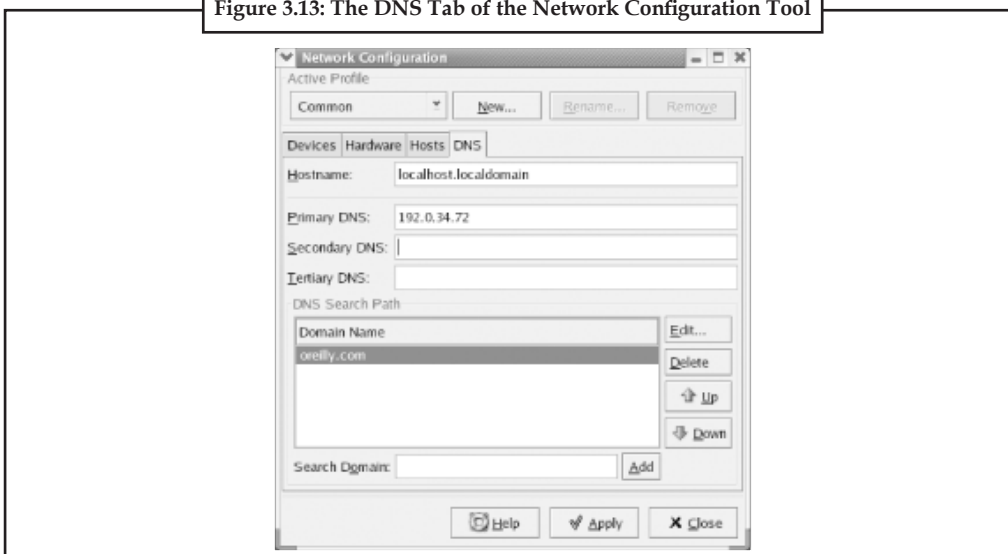 Figure 3.13: The DNS Tab of the Network Configuration Tool
Network Configuration
Active Profile
Common New... Rename... Remove
Devices Hardware Hosts DNS
Hostname: localhost.localdomain
Primary DNS: 192.0.34.72
Secondary DNS:
Tertiary DNS:
DNS Search Path
Domain Name Edit...
oreilly.com
Delete
Up
Down
Search Domain: Add
Help Apply Close